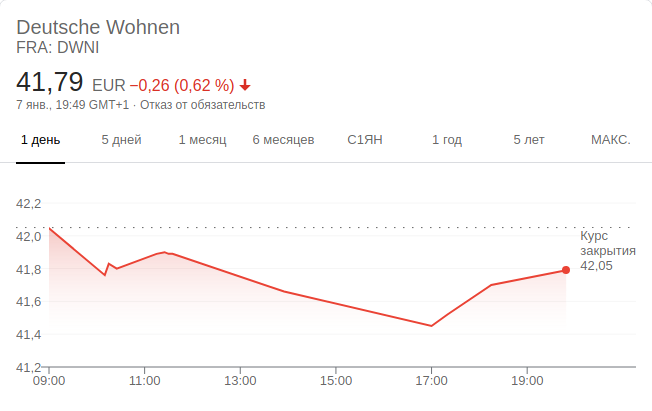 Deutsche Wohnen
FRA: DWNI
41,79 EUR −0,26 (0,62 %)
7 янв., 19:49 GMT+1 · Отказ от обязательств
1 день 5 дней 1 месяц 6 месяцев С1ЯН 1 год 5 лет МАКС.
42,2
42,0
41,8
41,6
41,4
41,2
Курс
закрытия
42,05
09:00 11:00 13:00 15:00 17:00 19:00